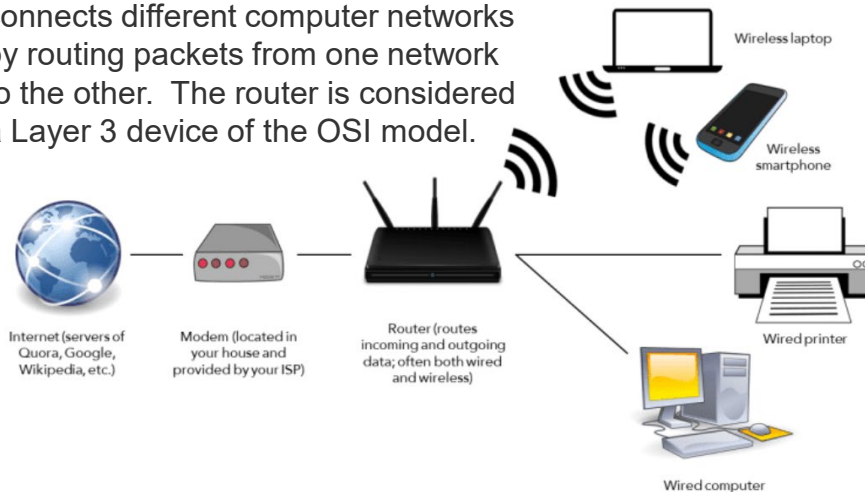 onnects different computer networks
y routing packets from one network
o the other.  The router is considered
Layer 3 device of the OSI model.
Wireless laptop
Wireless
smartphone
Internet (servers of
Quora, Google,
Wikipedia, etc.)
Modem (located in
your house and
provided by your ISP)
Router (routes
incoming and outgoing
data; often both wired
and wireless)
Wired printer
Wired computer